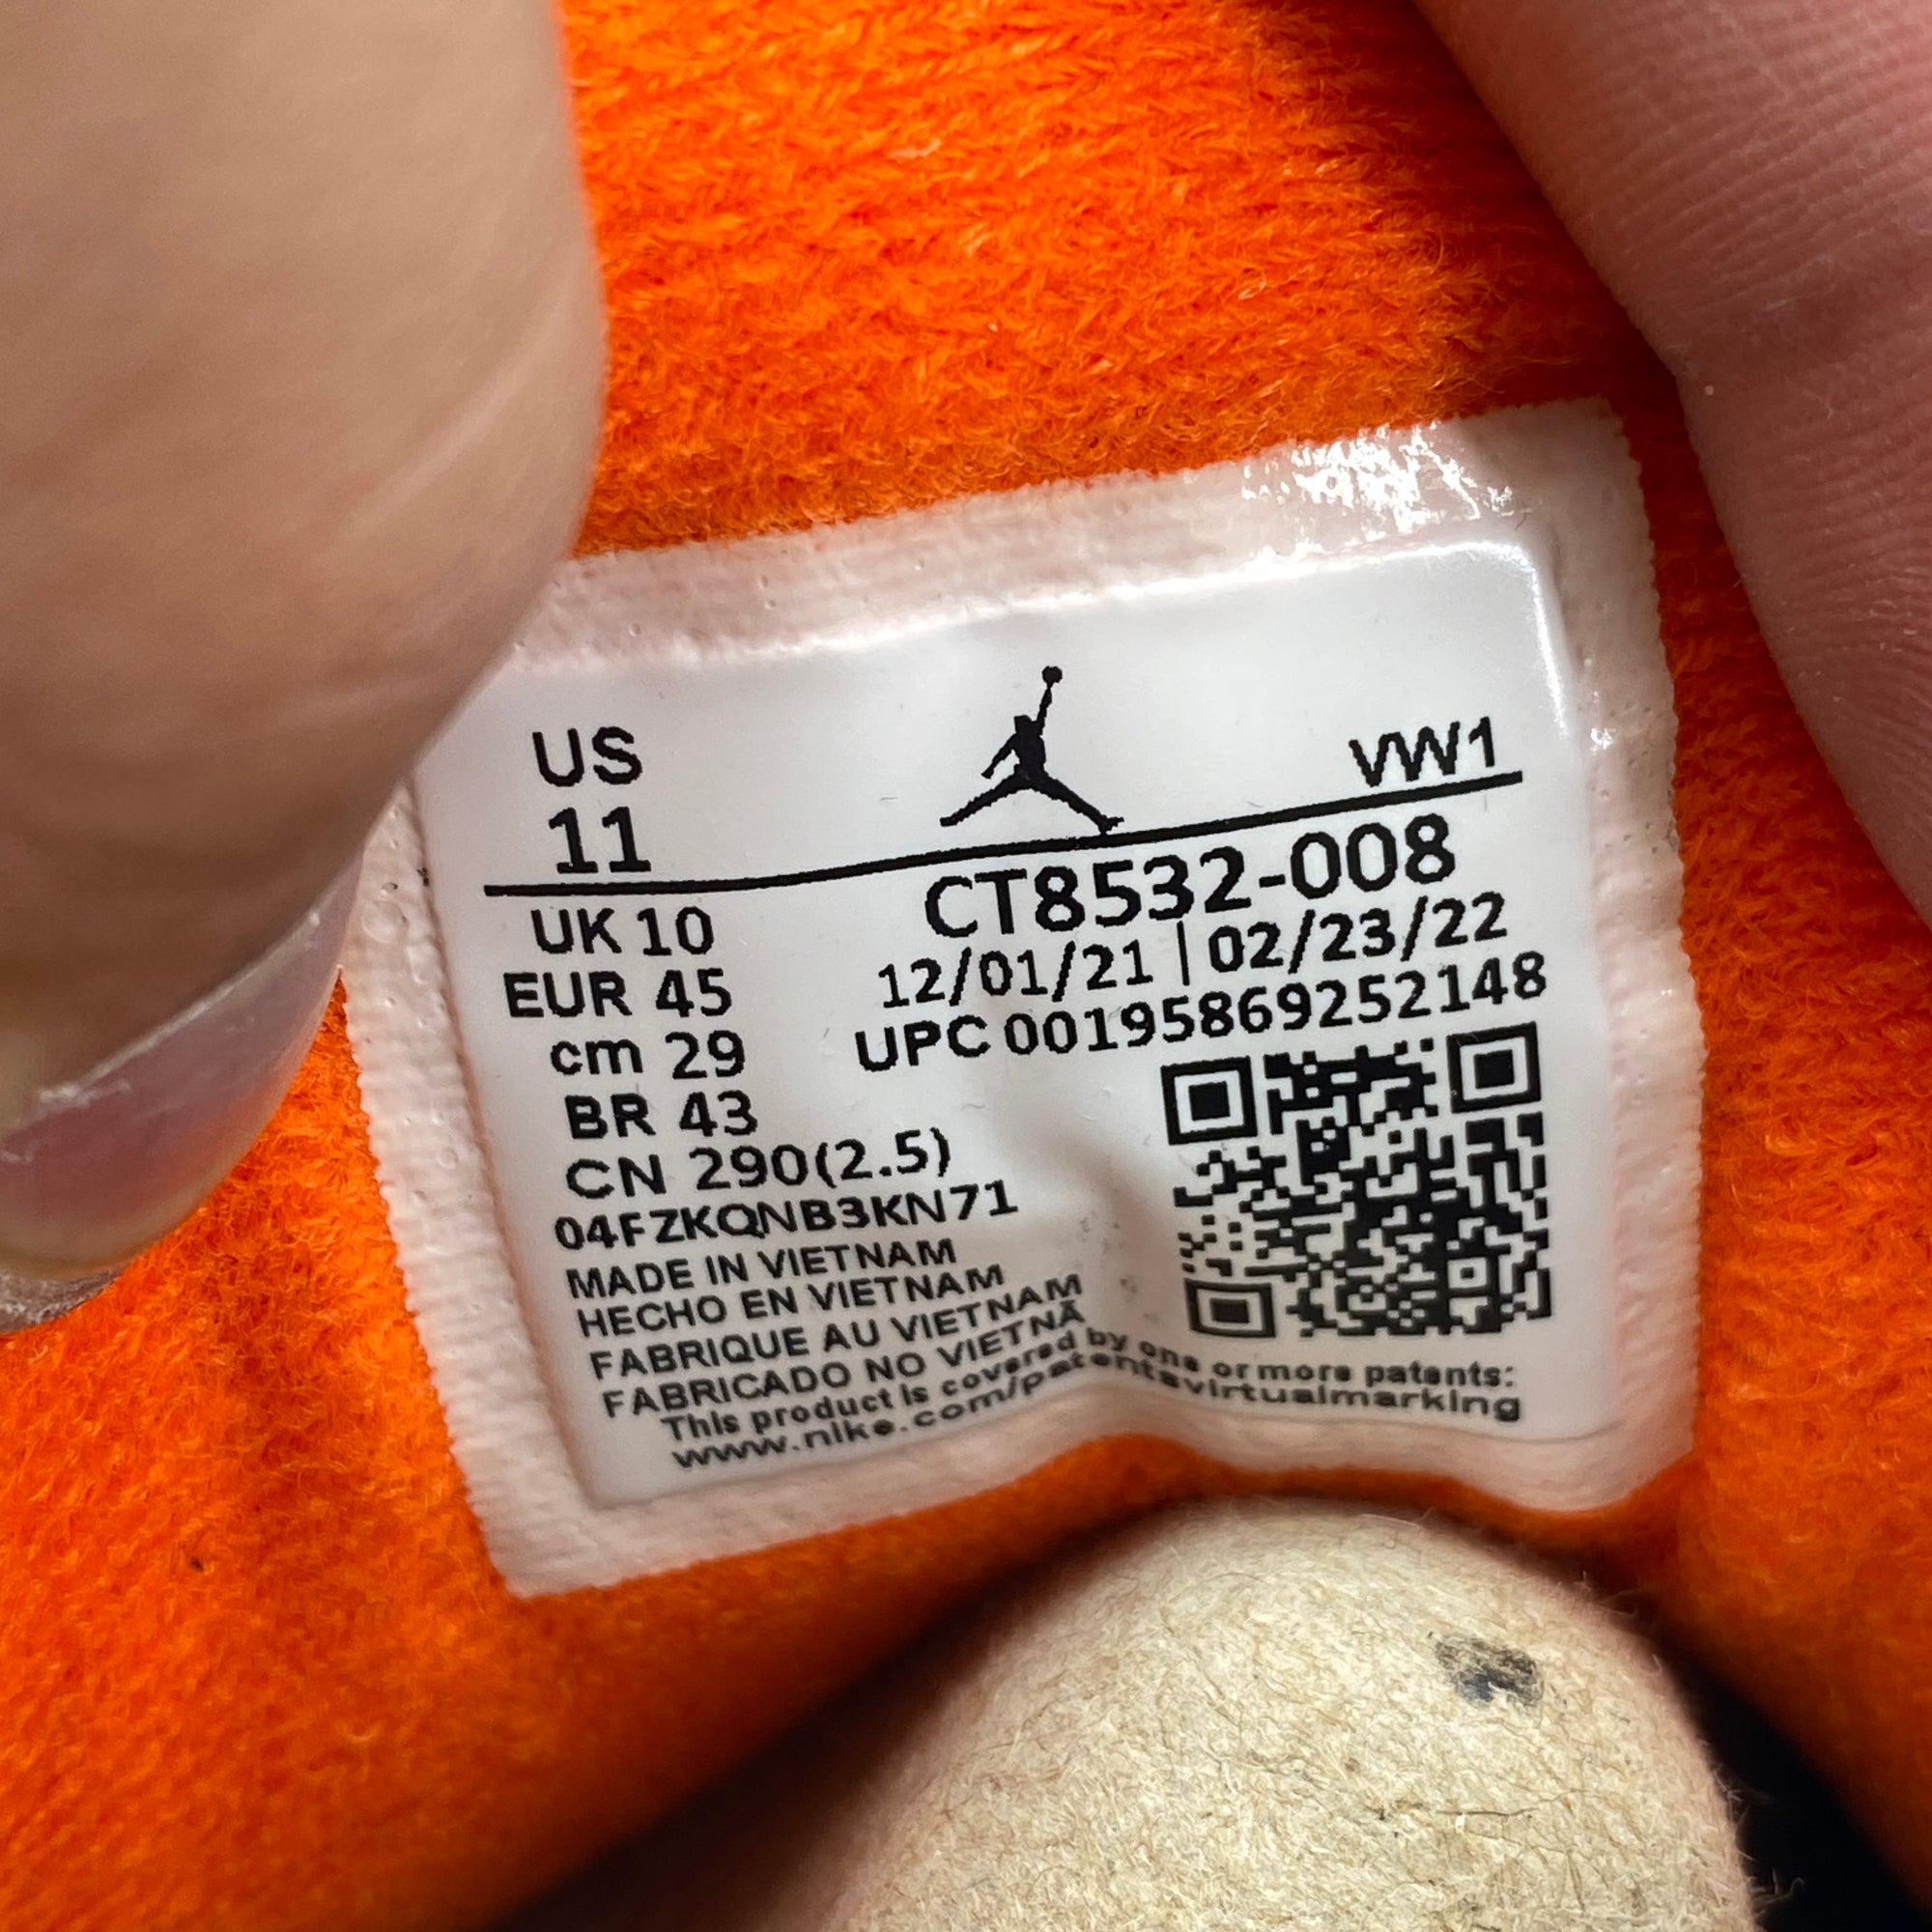 US
11
VW1
UK 10
EUR 45
cm 29
BR 43
CN 290(2.5)
04FZKQNB3KN71
CT8532-008
12/01/21 | 02/23/22
UPC 00195869252148
MADE IN VIETNAM
HECHO EN VIETNAM
FABRIQUE AU VIETNAM
FABRICADO NO VIETNÃ
This product is covered by one or more patents:
www.nike.com/patentsvirtualmarking